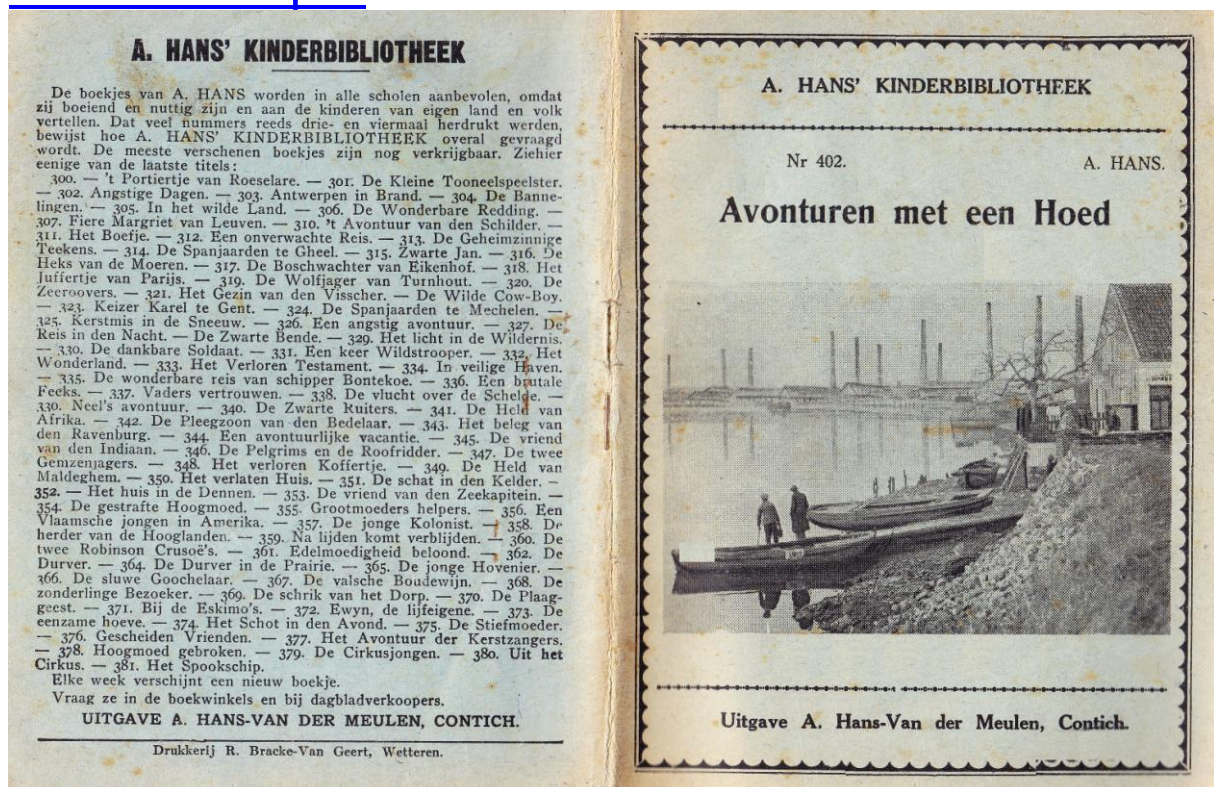 A. HANS' KINDERBIBLIOTHEEK
De boekjes van A. HANS worden in alle scholen aanbevolen, omdat
zij boeiend en nuttig zijn en aan de kinderen van eigen land en volk
vertellen. Dat veel nummers reeds drie- en viermaal herdrukt werden,
bewijst hoe A. HANS' KINDERBIBLIOTHEEK overal gevraagd
wordt. De meeste verschenen boekjes zijn nog verkrijgbaar. Ziehier
eenige van de laatste titels:
300. — 't Portiertje van Roeselare. — 301. De Kleine Tooneelspeelster.
— 302. Angstige Dagen. — 303. Antwerpen in Brand. — 304. De Banne-
lingen. — 305. In het wilde Land. — 306. De Wonderbare Redding. —
307. Fiere Margriet van Leuven. — 310. 't Avontuur van den Schilder. —
311. Het Boefje. — 312. Een onverwachte Reis. — 313. De Geheimzinnige
Teekens. — 314. De Spanjaarden te Gheel. — 315. Zwarte Jan. — 316. De
Heks van de Moeren. — 317. De Boschwachter van Eikenhof. — 318. Het
Juffertje van Parijs. — 319. De Wolfjager van Turnhout. — 320. De
Zeeroovers. — 321. Het Gezin van den Visscher. — De Wilde Cow-Boy.
— 323. Keizer Karel te Gent. — 324. De Spanjaarden te Mechelen. —
325. Kerstmis in de Sneeuw. — 326. Een angstig avontuur. — 327. De
Reis in den Nacht. — De Zwarte Bende. — 329. Het licht in de Wildernis.
— 330. De dankbare Soldaat. — 331. Een keer Wildstrooper. — 332. Het
Wonderland. — 333. Het Verloren Testament. — 334. In veilige Haven.
— 335. De wonderbare reis van schipper Bontekoe. — 336. Een brutale
Feeks. — 337. Vaders vertrouwen. — 338. De vlucht over de Schelde. —
330. Neel's avontuur. — 340. De Zwarte Ruiters. — 341. De Held van
Afrika. — 342. De Pleegzoon van den Bedelaar. — 343. Het beleg van
den Ravenburg. — 344. Een avontuurlijke vacantie. — 345. De vriend
van den Indiaan. — 346. De Pelgrims en de Roofridder. — 347. De twee
Gemzenjagers. — 348. Het verloren Koffertje. — 349. De Held van
Maldeghem. — 350. Het verlaten Huis. — 351. De schat in den Kelder. —
352. — Het huis in de Dennen. — 353. De vriend van den Zeekapitein. —
354. De gestrafte Hoogmoed. — 355. Grootmoeders helpers. — 356. Een
Vlaamsche jongen in Amerika. — 357. De jonge Kolonist. — 358. De
herder van de Hooglanden. — 359. Na lijden komt verblijden. — 360. De
twee Robinson Crusoë's. — 361. Edelmoedigheid beloond. — 362. De
Durver. — 364. De Durver in de Prairie. — 365. De jonge Hovenier. —
366. De sluwe Goochelaar. — 367. De valsche Boudewijn. — 368. De
zonderlinge Bezoeker. — 369. De schrik van het Dorp. — 370. De Plaag-
geest. — 371. Bij de Eskimo's. — 372. Ewyn, de lijfeigene. — 373. De
eenzame hoeve. — 374. Het Schot in den Avond. — 375. De Stiefmoeder.
— 376. Gescheiden Vrienden. — 377. Het Avontuur der Kerstzangers.
— 378. Hoogmoed gebroken. — 379. De Cirkusjongen. — 380. Uit het
Cirkus. — 381. Het Spookschip.
Elke week verschijnt een nieuw boekje.
Vraag ze in de boekwinkels en bij dagbladverkoopers.
UITGAVE A. HANS-VAN DER MEULEN, CONTICH.
Drukkerij R. Bracke-Van Geert, Wetteren.
A. HANS' KINDERBIBLIOTHEEK
Nr 402. A. HANS.
Avonturen met een Hoed
Uitgave A. Hans-Van der Meulen, Contich.